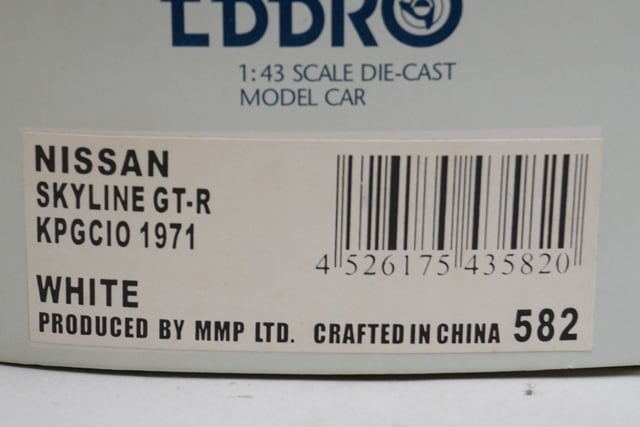 EBBRO
1:43 SCALE DIE-CAST
MODEL CAR
NISSAN
SKYLINE GT-R
KPGCIO 1971
4 526175 435820
WHITE
PRODUCED BY MMP LTD. CRAFTED IN CHINA 582